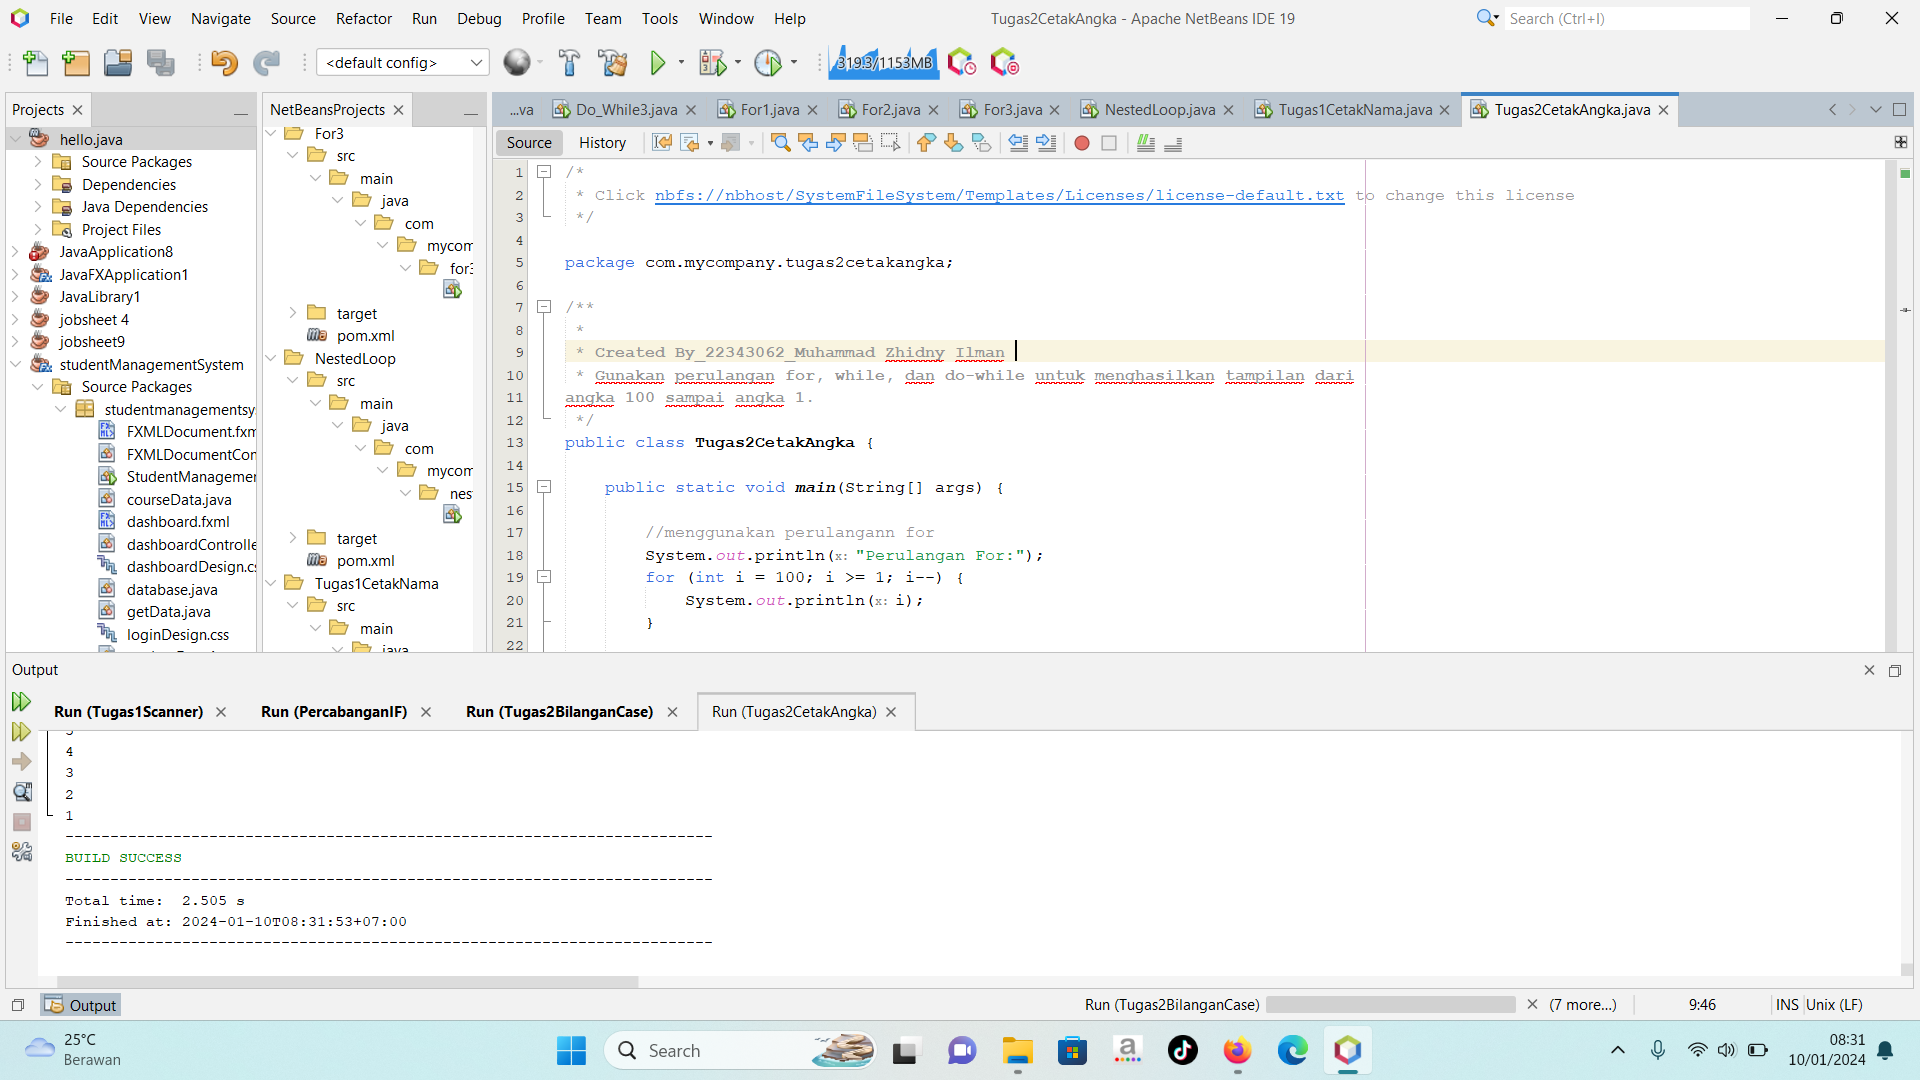 File Edit View Navigate Source Refactor Run Debug Profile Team Tools Window Help
Tugas2CetakAngka - Apache NetBeans IDE 19
Search (Ctrl+I)
<default config>
319.3/1153MB
Projects
hello.java
Source Packages
Dependencies
Java Dependencies
Project Files
JavaApplication8
JavaFXApplication1
JavaLibrary1
jobsheet 4
jobsheet9
studentManagementSystem
Source Packages
studentmanagementsy
FXMLDocument.fxm
FXMLDocumentCon
StudentManagemer
courseData.java
dashboard.fxml
dashboardControlle
dashboardDesign.cs
database.java
getData.java
loginDesign.css
NetBeansProjects
For3
src
main
java
com
mycom
for3
target
pom.xml
NestedLoop
src
main
java
com
mycom
nes
target
pom.xml
Tugas1CetakNama
src
main
java
...va Do_While3.java For1.java For2.java For3.java NestedLoop.java Tugas1CetakNama.java Tugas2CetakAngka.java
Source History
1 /*
2 * Click nbfs://nbhost/SystemFileSystem/Templates/Licenses/license-default.txt to change this license
3 */
4
5 package com.mycompany.tugas2cetakangka;
6
7 /**
8 *
9 * Created By_22343062_Muhammad Zhidny Ilman
10 * Gunakan perulangan for, while, dan do-while untuk menghasilkan tampilan dari
11 angka 100 sampai angka 1.
12 */
13 public class Tugas2CetakAngka {
14
15 public static void main(String[] args) {
16
17 //menggunakan perulangann for
18 System.out.println(x: "Perulangan For:");
19 for (int i = 100; i >= 1; i--) {
20 System.out.println(x: i);
21 }
22
Output
Run (Tugas1Scanner) Run (PercabanganIF) Run (Tugas2BilanganCase) Run (Tugas2CetakAngka)
4
3
2
1
------------------------------------------------------------------------
BUILD SUCCESS
------------------------------------------------------------------------
Total time:  2.505 s
Finished at: 2024-01-10T08:31:53+07:00
------------------------------------------------------------------------
Output
Run (Tugas2BilanganCase) (7 more...) 9:46 INS Unix (LF)
25°C
Berawan
Search
08:31
10/01/2024